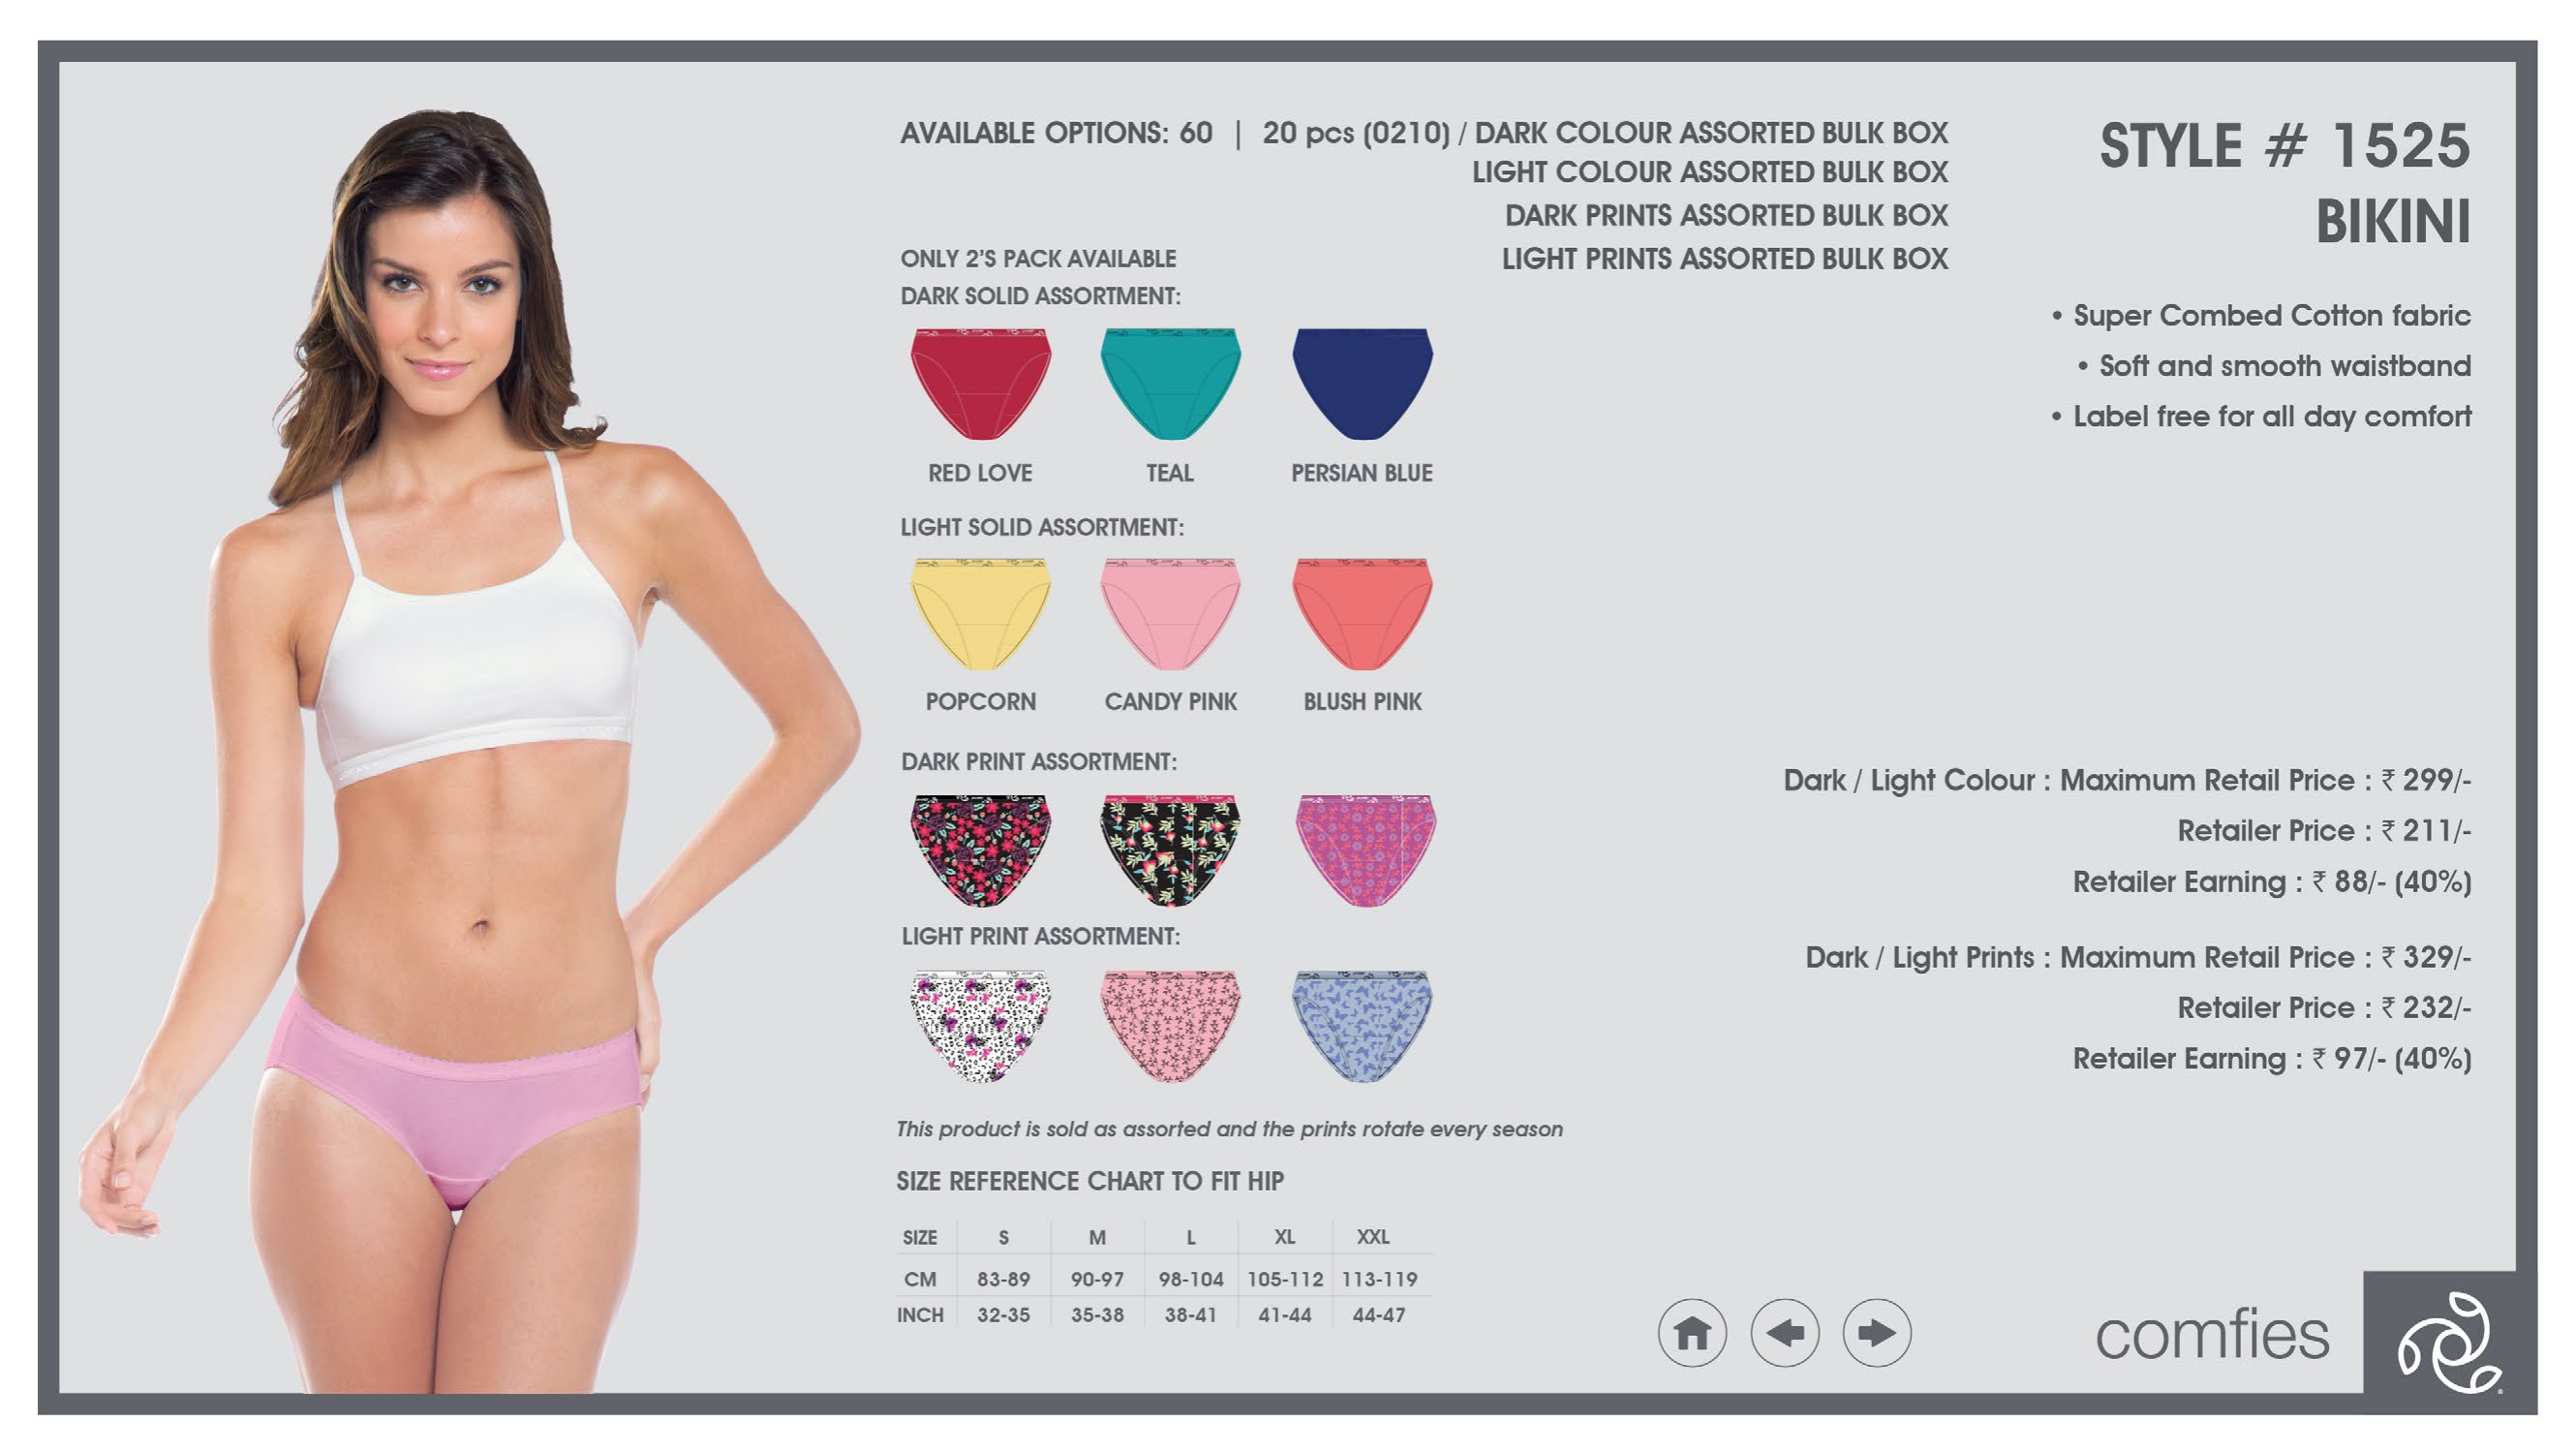 AVAILABLE OPTIONS: 60 | 20 pcs (0210) / DARK COLOUR ASSORTED BULK BOX
LIGHT COLOUR ASSORTED BULK BOX
DARK PRINTS ASSORTED BULK BOX
LIGHT PRINTS ASSORTED BULK BOX
STYLE # 1525
BIKINI
• Super Combed Cotton fabric
• Soft and smooth waistband
• Label free for all day comfort
ONLY 2'S PACK AVAILABLE
DARK SOLID ASSORTMENT:
RED LOVE TEAL PERSIAN BLUE
LIGHT SOLID ASSORTMENT:
POPCORN CANDY PINK BLUSH PINK
DARK PRINT ASSORTMENT:
LIGHT PRINT ASSORTMENT:
Dark / Light Colour : Maximum Retail Price : ₹ 299/-
Retailer Price : ₹ 211/-
Retailer Earning : ₹ 88/- (40%)
Dark / Light Prints : Maximum Retail Price : ₹ 329/-
Retailer Price : ₹ 232/-
Retailer Earning : ₹ 97/- (40%)
This product is sold as assorted and the prints rotate every season
SIZE REFERENCE CHART TO FIT HIP
SIZE S M L XL XXL
CM 83-89 90-97 98-104 105-112 113-119
INCH 32-35 35-38 38-41 41-44 44-47
comfies